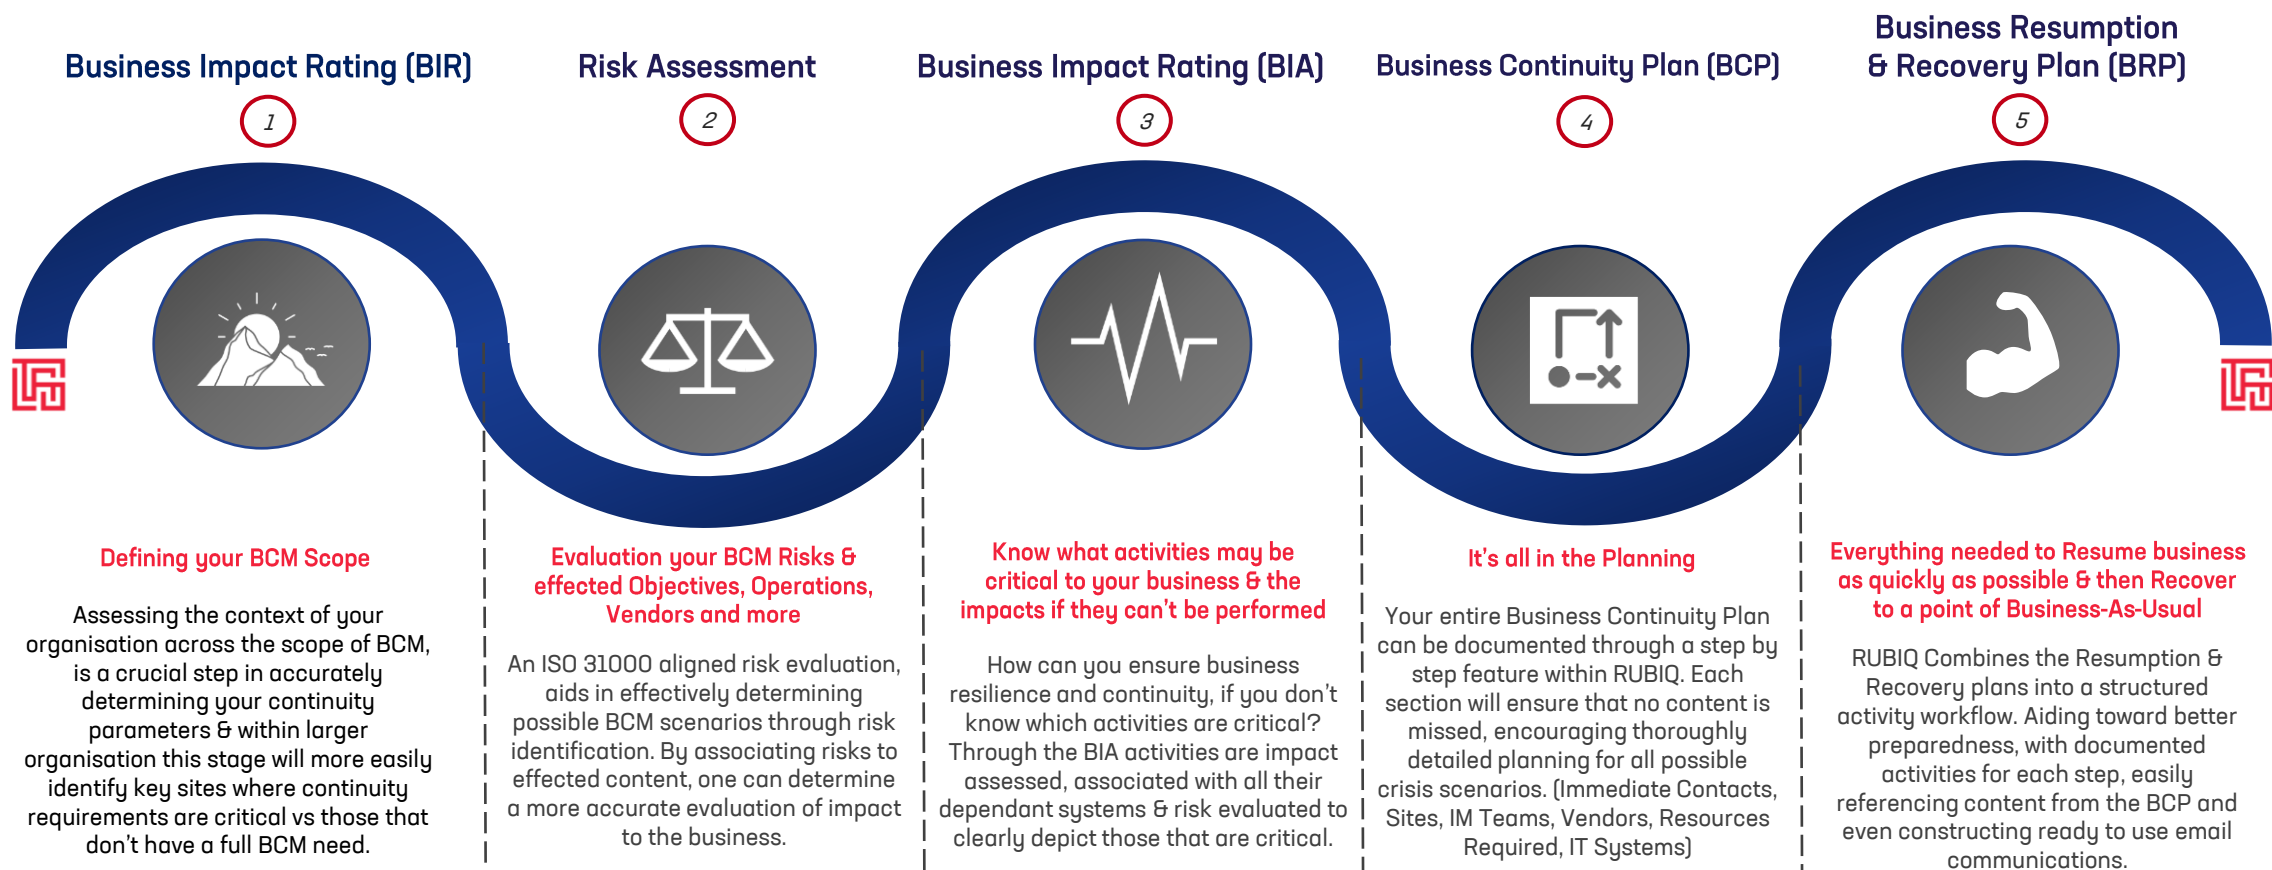 Business Impact Rating (BIR)
1
Defining your BCM Scope
Assessing the context of your
organisation across the scope of BCM,
is a crucial step in accurately
determining your continuity
parameters & within larger
organisation this stage will more easily
identify key sites where continuity
requirements are critical vs those that
don't have a full BCM need.
Risk Assessment
2
Evaluation your BCM Risks &
effected Objectives, Operations,
Vendors and more
An ISO 31000 aligned risk evaluation,
aids in effectively determining
possible BCM scenarios through risk
identification. By associating risks to
effected content, one can determine
a more accurate evaluation of impact
to the business.
Business Impact Rating (BIA)
3
Know what activities may be
critical to your business & the
impacts if they can't be performed
How can you ensure business
resilience and continuity, if you don't
know which activities are critical?
Through the BIA activities are impact
assessed, associated with all their
dependant systems & risk evaluated to
clearly depict those that are critical.
Business Continuity Plan (BCP)
4
It's all in the Planning
Your entire Business Continuity Plan
can be documented through a step by
step feature within RUBIQ. Each
section will ensure that no content is
missed, encouraging thoroughly
detailed planning for all possible
crisis scenarios. (Immediate Contacts,
Sites, IM Teams, Vendors, Resources
Required, IT Systems)
Business Resumption
& Recovery Plan (BRP)
5
Everything needed to Resume business
as quickly as possible & then Recover
to a point of Business-As-Usual
RUBIQ Combines the Resumption &
Recovery plans into a structured
activity workflow. Aiding toward better
preparedness, with documented
activities for each step, easily
referencing content from the BCP and
even constructing ready to use email
communications.